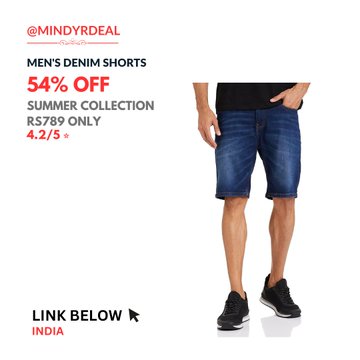 @MINDYRDEAL
MEN'S DENIM SHORTS
54% OFF
SUMMER COLLECTION
RS789 ONLY
4.2/5 ⭐
LINK BELOW
INDIA